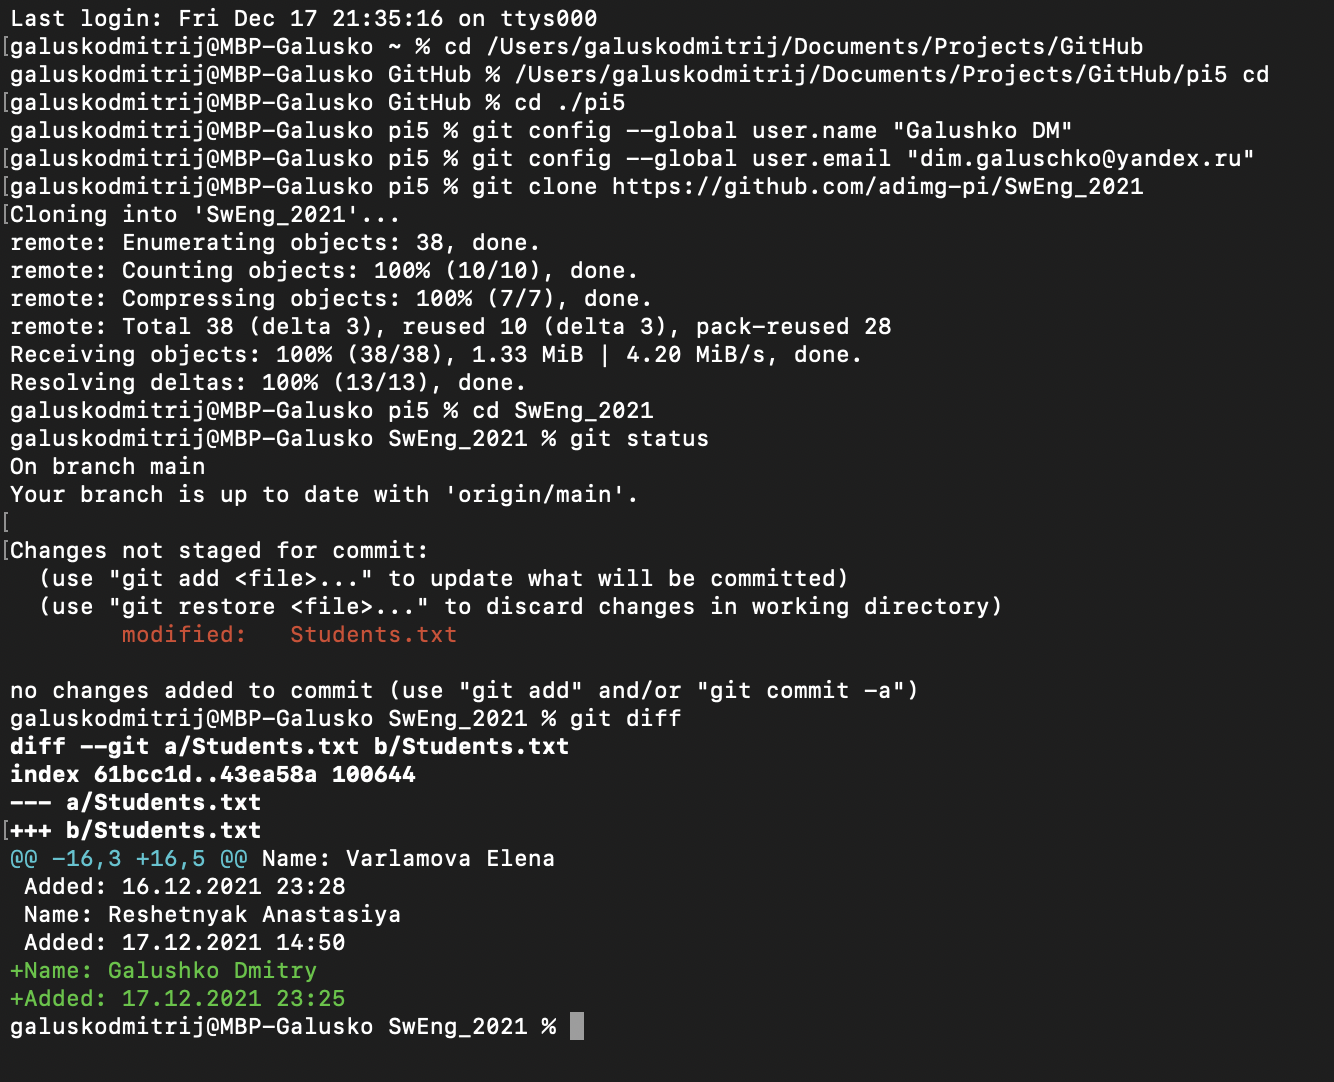 Last login: Fri Dec 17 21:35:16 on ttys000
[galuskodmitrij@MBP-Galusko ~ % cd /Users/galuskodmitrij/Documents/Projects/GitHub
galuskodmitrij@MBP-Galusko GitHub % /Users/galuskodmitrij/Documents/Projects/GitHub/pi5 cd
[galuskodmitrij@MBP-Galusko GitHub % cd ./pi5
galuskodmitrij@MBP-Galusko pi5 % git config --global user.name "Galushko DM"
[galuskodmitrij@MBP-Galusko pi5 % git config --global user.email "dim.galuschko@yandex.ru"
[galuskodmitrij@MBP-Galusko pi5 % git clone https://github.com/adimg-pi/SwEng_2021
[Cloning into 'SwEng_2021'...
remote: Enumerating objects: 38, done.
remote: Counting objects: 100% (10/10), done.
remote: Compressing objects: 100% (7/7), done.
remote: Total 38 (delta 3), reused 10 (delta 3), pack-reused 28
Receiving objects: 100% (38/38), 1.33 MiB | 4.20 MiB/s, done.
Resolving deltas: 100% (13/13), done.
galuskodmitrij@MBP-Galusko pi5 % cd SwEng_2021
galuskodmitrij@MBP-Galusko SwEng_2021 % git status
On branch main
Your branch is up to date with 'origin/main'.
[
[Changes not staged for commit:
  (use "git add <file>..." to update what will be committed)
  (use "git restore <file>..." to discard changes in working directory)
        modified:   Students.txt

no changes added to commit (use "git add" and/or "git commit -a")
galuskodmitrij@MBP-Galusko SwEng_2021 % git diff
diff --git a/Students.txt b/Students.txt
index 61bcc1d..43ea58a 100644
--- a/Students.txt
[+++ b/Students.txt
@@ -16,3 +16,5 @@ Name: Varlamova Elena
 Added: 16.12.2021 23:28
 Name: Reshetnyak Anastasiya
 Added: 17.12.2021 14:50
+Name: Galushko Dmitry
+Added: 17.12.2021 23:25
galuskodmitrij@MBP-Galusko SwEng_2021 %